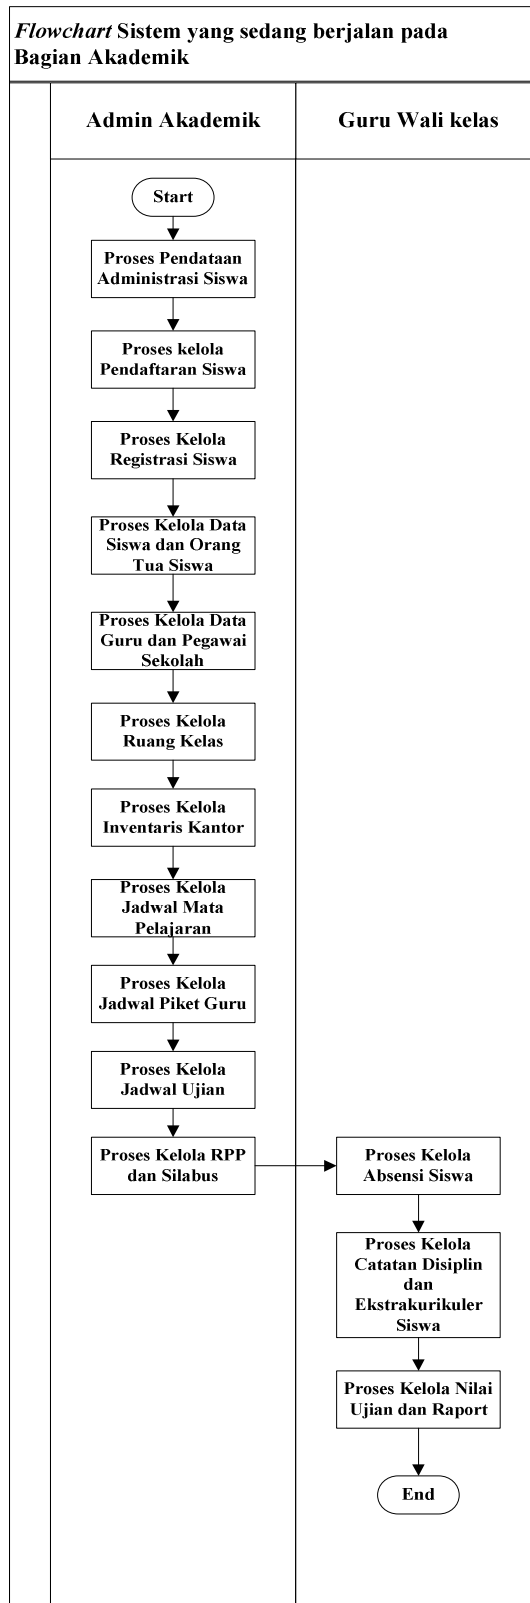 Flowchart Sistem yang sedang berjalan pada
Bagian Akademik
Admin Akademik
Guru Wali kelas
Start
Proses Pendataan
Administrasi Siswa
Proses kelola
Pendaftaran Siswa
Proses Kelola
Registrasi Siswa
Proses Kelola Data
Siswa dan Orang
Tua Siswa
Proses Kelola Data
Guru dan Pegawai
Sekolah
Proses Kelola
Ruang Kelas
Proses Kelola
Inventaris Kantor
Proses Kelola
Jadwal Mata
Pelajaran
Proses Kelola
Jadwal Piket Guru
Proses Kelola
Jadwal Ujian
Proses Kelola RPP
dan Silabus
Proses Kelola
Absensi Siswa
Proses Kelola
Catatan Disiplin
dan
Ekstrakurikuler
Siswa
Proses Kelola Nilai
Ujian dan Raport
End